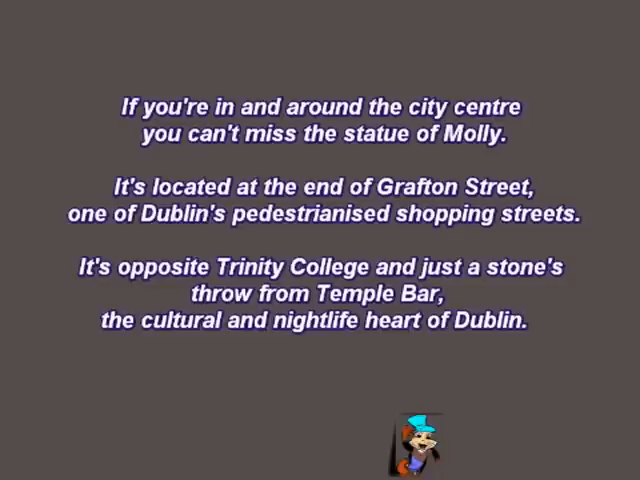 If you're in and around the city centre
you can't miss the statue of Molly.
It's located at the end of Grafton Street,
one of Dublin's pedestrianised shopping streets.
It's opposite Trinity College and just a stone's
throw from Temple Bar,
the cultural and nightlife heart of Dublin.